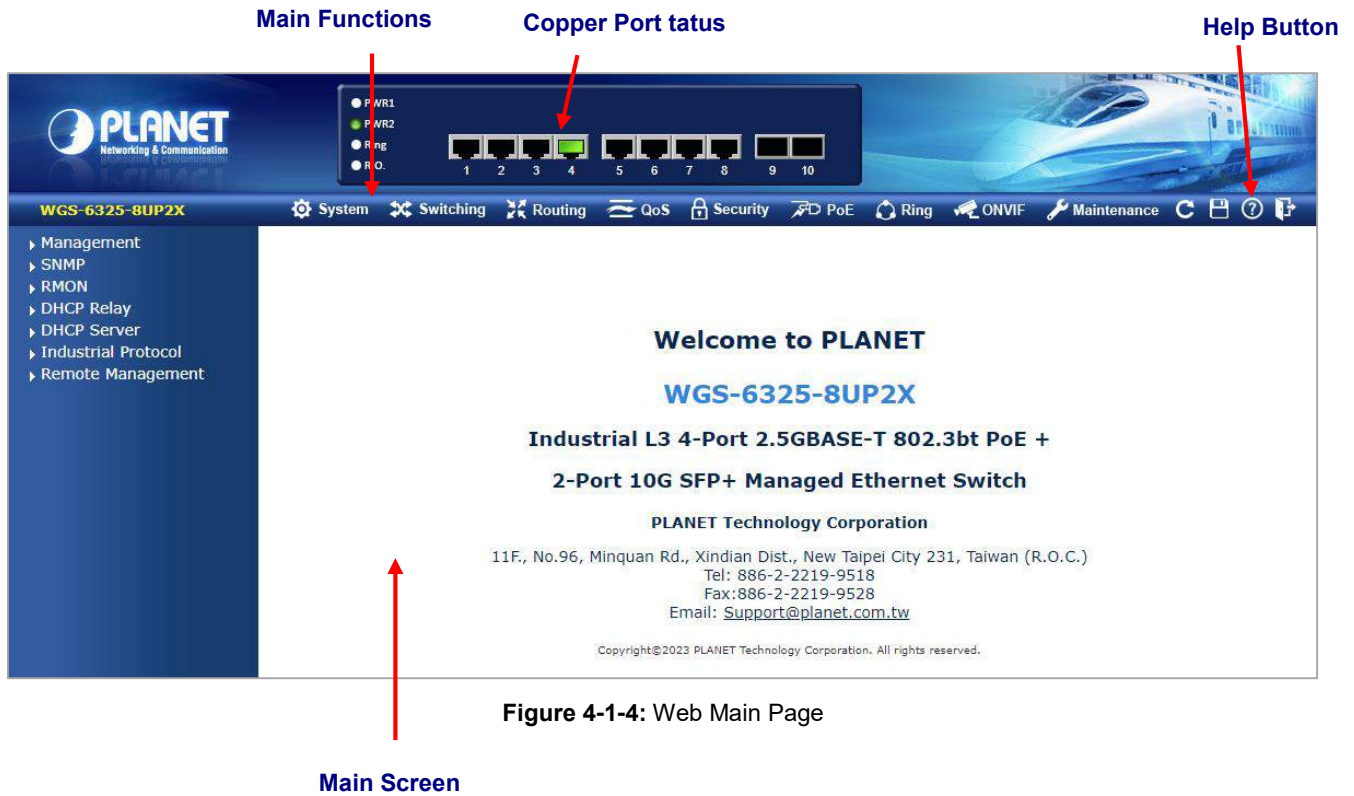 Main Functions
Copper Port tatus
Help Button
PLANET
Networking & Communication
PWR1
PWR2
Ring
R.O.
1 2 3 4 5 6 7 8 9 10
WGS-6325-8UP2X
System Switching Routing QoS Security PoE Ring ONVIF Maintenance
Management
SNMP
RMON
DHCP Relay
DHCP Server
Industrial Protocol
Remote Management
Welcome to PLANET
WGS-6325-8UP2X
Industrial L3 4-Port 2.5GBASE-T 802.3bt PoE +
2-Port 10G SFP+ Managed Ethernet Switch
PLANET Technology Corporation
11F., No.96, Minquan Rd., Xindian Dist., New Taipei City 231, Taiwan (R.O.C.)
Tel: 886-2-2219-9518
Fax:886-2-2219-9528
Email: Support@planet.com.tw
Copyright©2023 PLANET Technology Corporation. All rights reserved.
Figure 4-1-4: Web Main Page
Main Screen